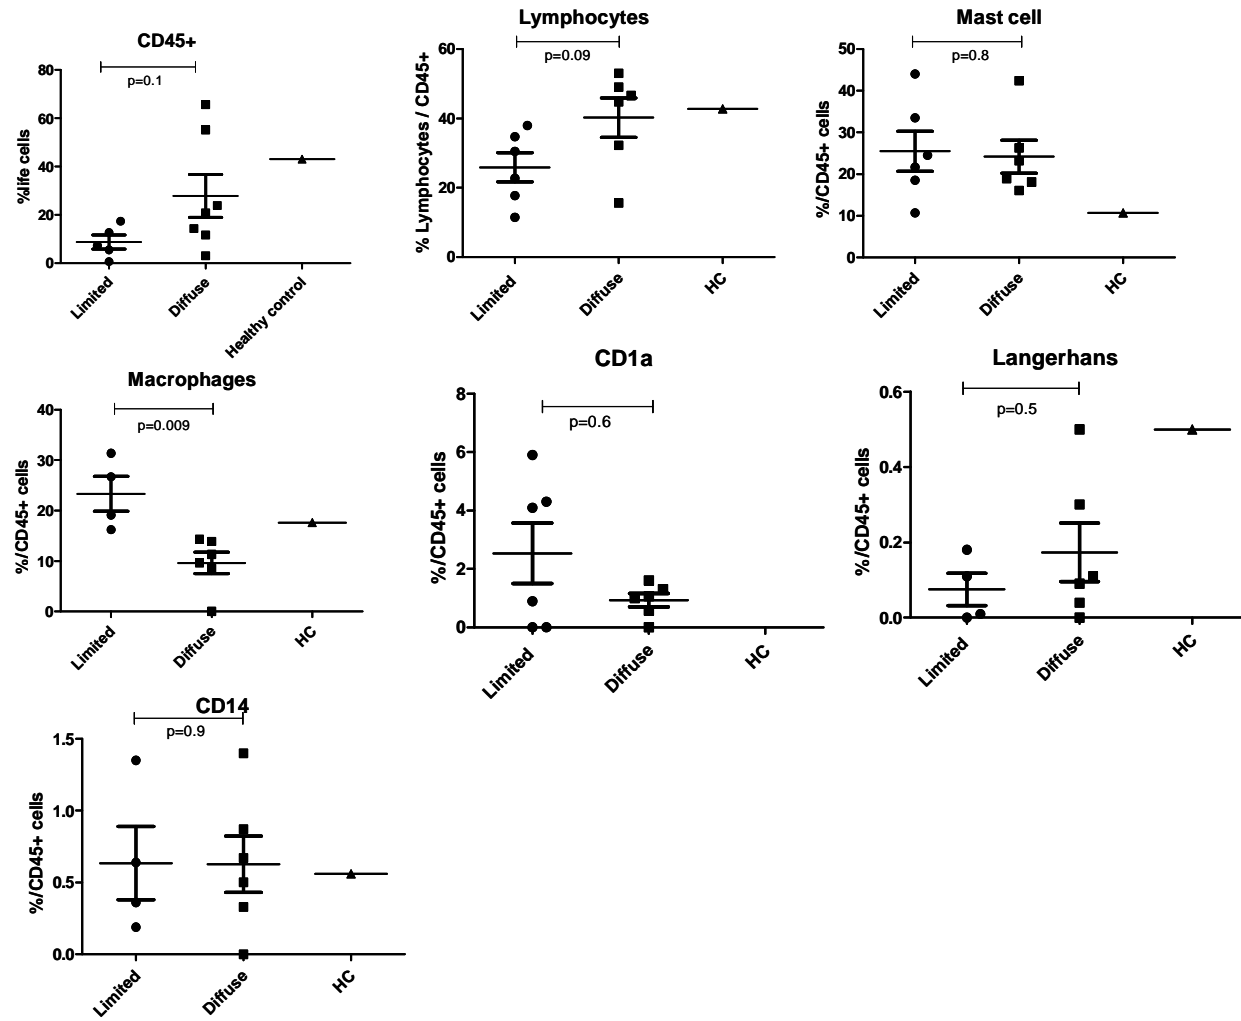 CD45+
p=0.1
%life cells
80
60
40
20
0
Limited
Diffuse
Healthy control
Lymphocytes
p=0.09
% Lymphocytes / CD45+
60
40
20
0
Limited
Diffuse
HC
Mast cell
p=0.8
%/CD45+ cells
50
40
30
20
10
0
Limited
Diffuse
HC
Macrophages
p=0.009
%/CD45+ cells
40
30
20
10
0
Limited
Diffuse
HC
CD1a
p=0.6
%/CD45+ cells
8
6
4
2
0
Limited
Diffuse
HC
Langerhans
p=0.5
%/CD45+ cells
0.6
0.4
0.2
0.0
Limited
Diffuse
HC
CD14
p=0.9
%/CD45+ cells
1.5
1.0
0.5
0.0
Limited
Diffuse
HC